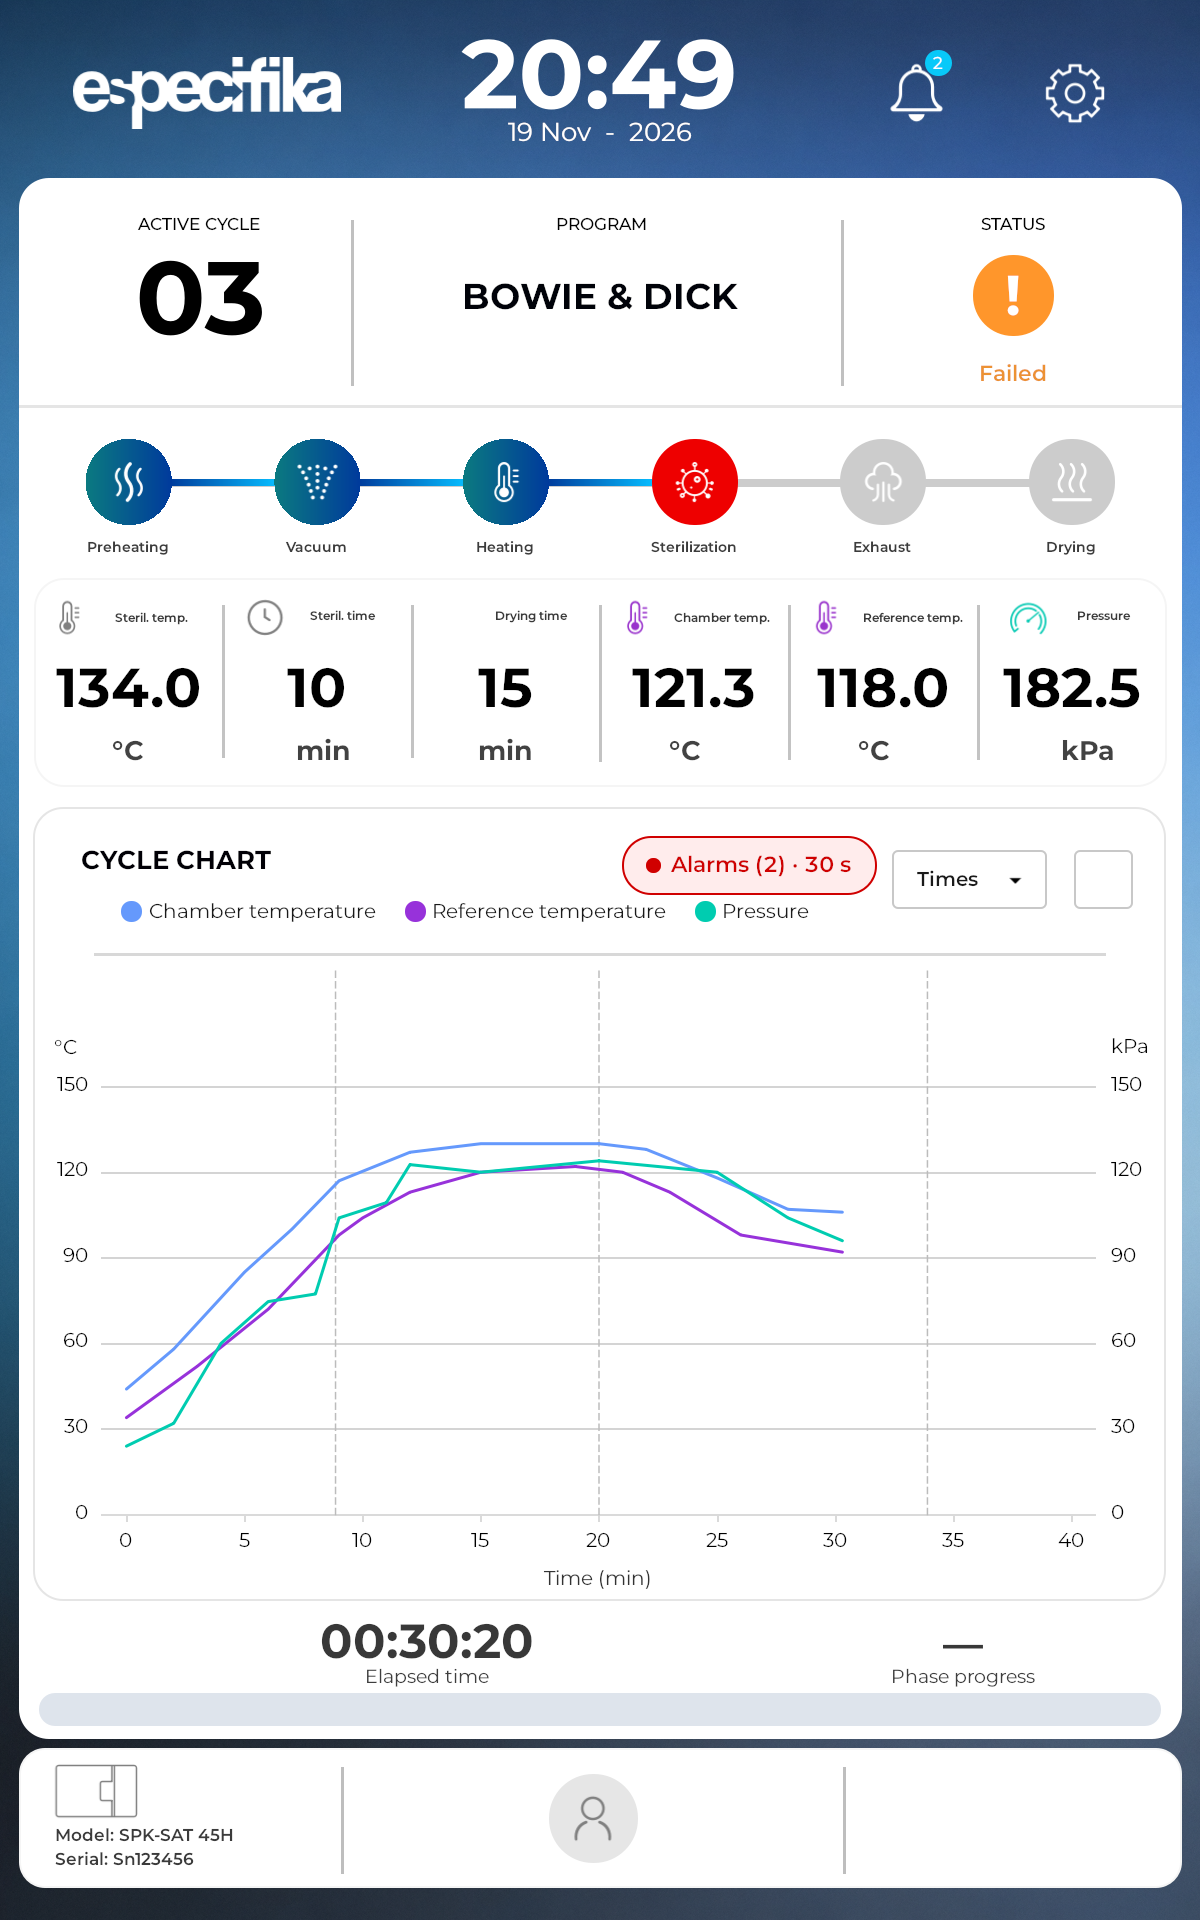 e-specifika
20:49
19 Nov - 2026
2
ACTIVE CYCLE
03
PROGRAM
BOWIE & DICK
STATUS
!
Failed
Preheating
Vacuum
Heating
Sterilization
Exhaust
Drying
Steril. temp.
134.0
°C
Steril. time
10
min
Drying time
15
min
Chamber temp.
121.3
°C
Reference temp.
118.0
°C
Pressure
182.5
kPa
CYCLE CHART
Alarms (2) · 30 s
Times
Chamber temperature
Reference temperature
Pressure
°C
kPa
150
150
120
120
90
90
60
60
30
30
0
0
0 5 10 15 20 25 30 35 40
Time (min)
00:30:20
Elapsed time
—
Phase progress
Model: SPK-SAT 45H
Serial: Sn123456